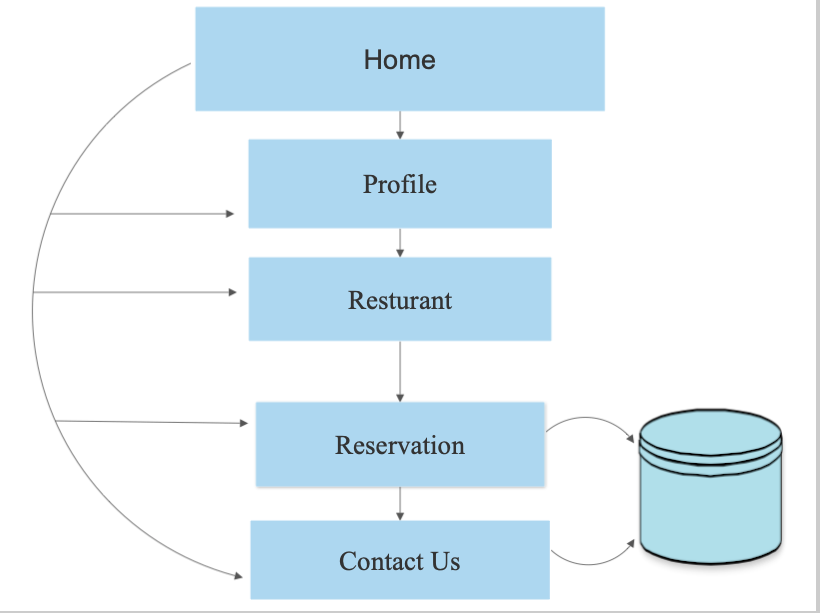 Home
Profile
Resturant
Reservation
Contact Us